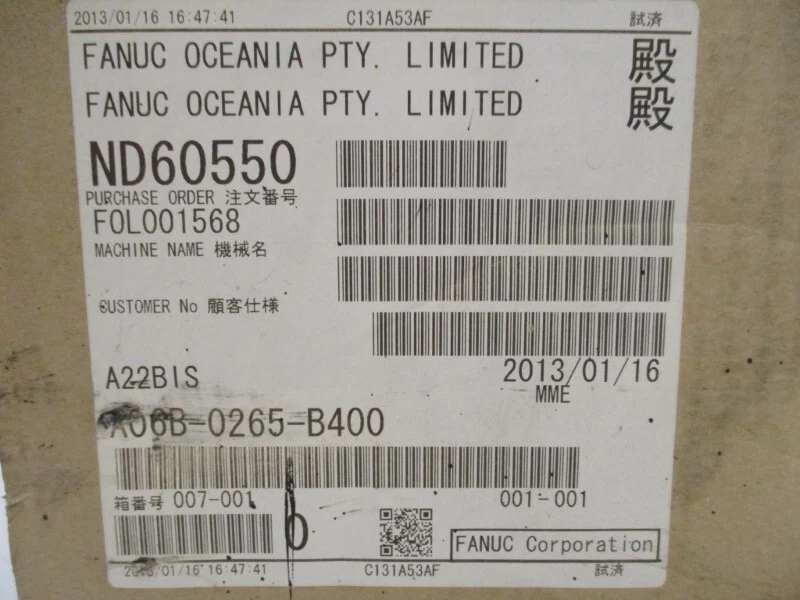 2013/01/16 16:47:41 C131A53AF 試済
FANUC OCEANIA PTY. LIMITED 殿
FANUC OCEANIA PTY. LIMITED 殿
ND60550
PURCHASE ORDER 注文番号
FOL001568
MACHINE NAME 機械名
CUSTOMER No 顧客仕様
A22BIS 2013/01/16
MME
A06B-0265-B400
箱番号 007-001 001-001
FANUC Corporation
2013/01/16 16:47:41 C131A53AF 試済